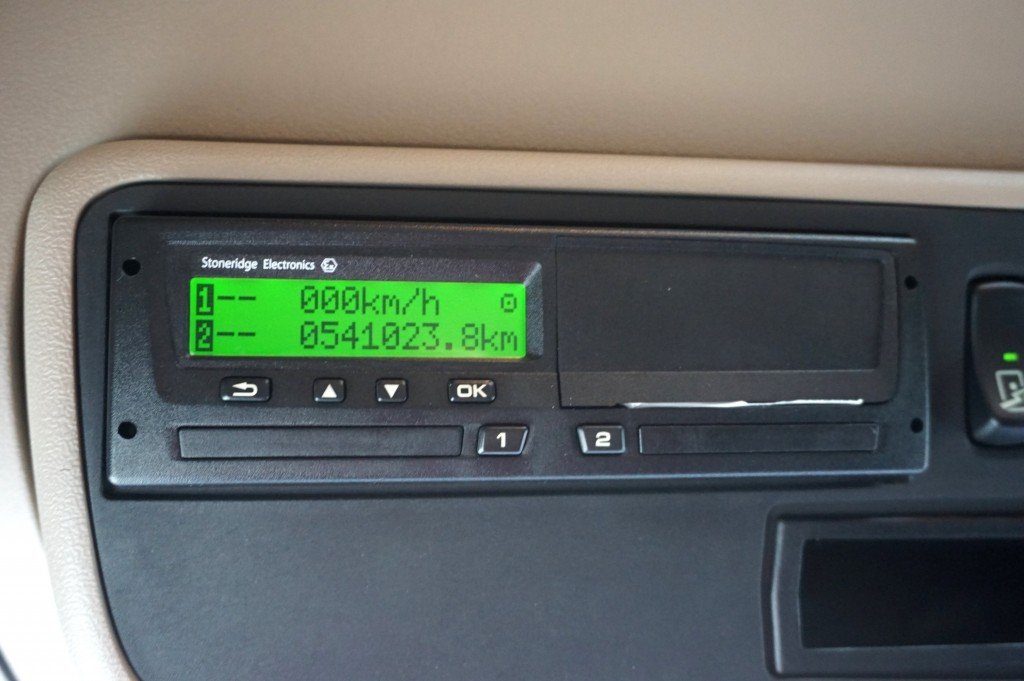 Stoneridge Electronics
1-- 000km/h
2-- 0541023.8km
OK
1 2